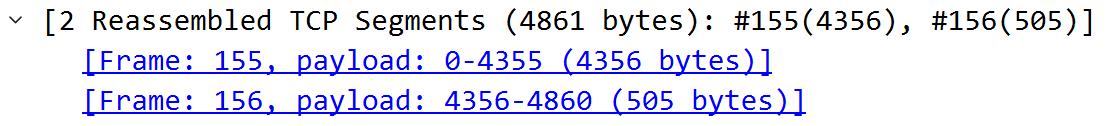 [2 Reassembled TCP Segments (4861 bytes): #155(4356), #156(505)]
[Frame: 155, payload: 0-4355 (4356 bytes)]
[Frame: 156, payload: 4356-4860 (505 bytes)]